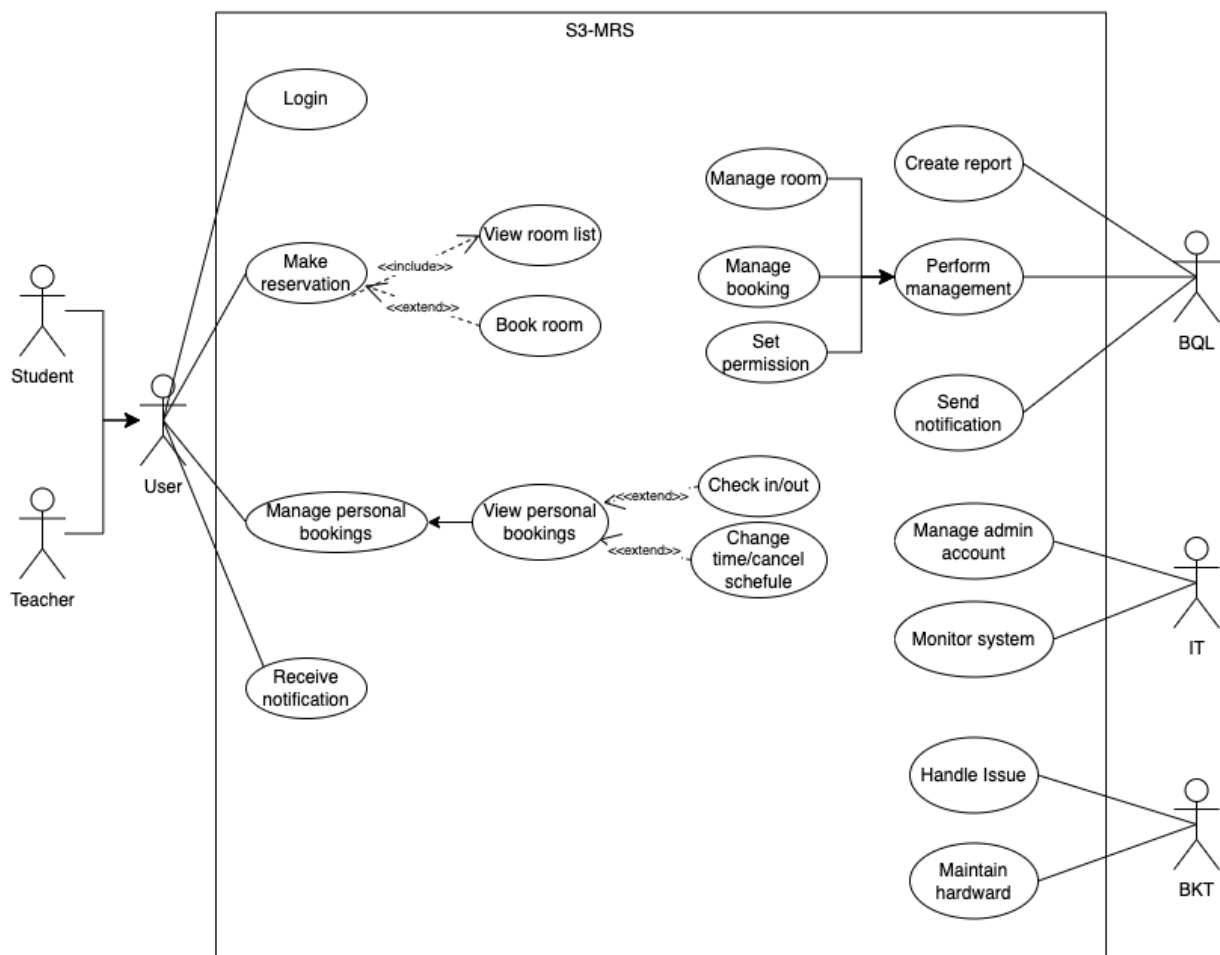 S3-MRS
Login
Make
reservation
<<include>>
View room list
<<extend>>
Book room
Student
Teacher
User
Manage personal
bookings
View personal
bookings
<<extend>>
Check in/out
<<extend>>
Change
time/cancel
schefule
Receive
notification
Manage room
Manage
booking
Set
permission
Create report
Perform
management
Send
notification
BQL
Manage admin
account
Monitor system
IT
Handle Issue
Maintain
hardward
BKT